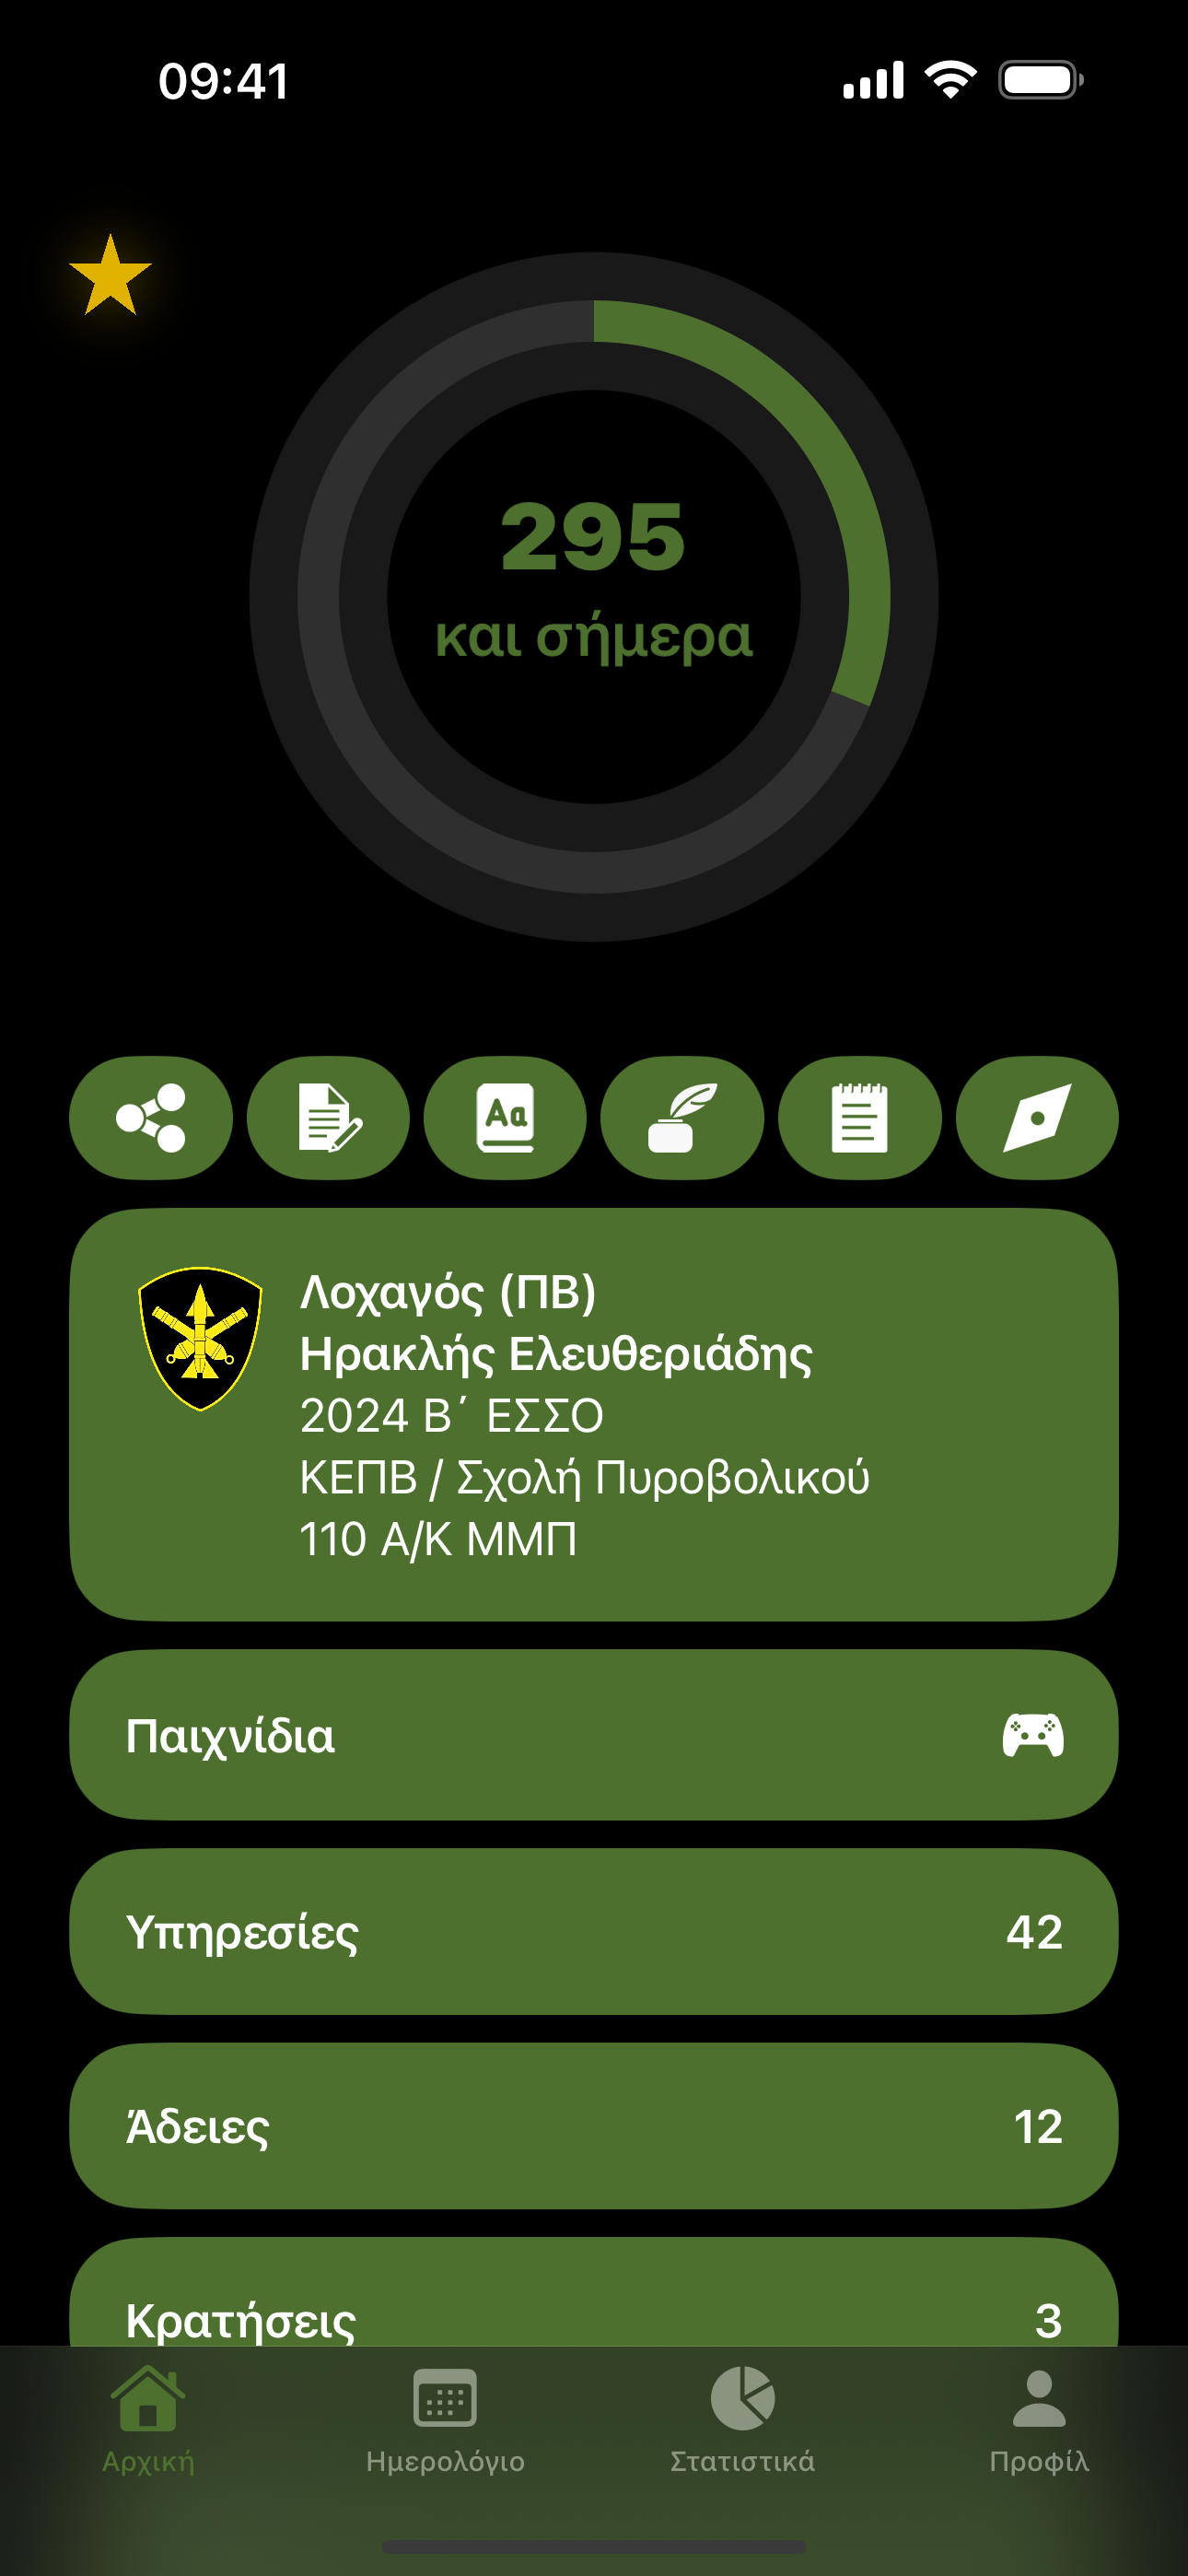 09:41
295
και σήμερα
Aα
Λοχαγός (ΠΒ)
Ηρακλής Ελευθεριάδης
2024 Β΄ ΕΣΣΟ
ΚΕΠΒ / Σχολή Πυροβολικού
110 Α/Κ ΜΜΠ
Παιχνίδια
Υπηρεσίες 42
Άδειες 12
Κρατήσεις 3
Αρχική Ημερολόγιο Στατιστικά Προφίλ